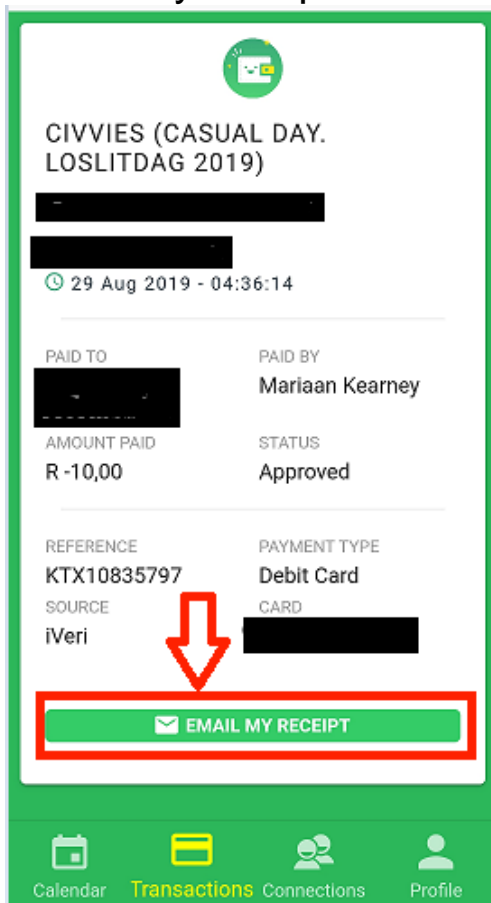 CIVVIES (CASUAL DAY.
LOSLITDAG 2019)
29 Aug 2019 - 04:36:14
PAID TO
PAID BY
Mariaan Kearney
AMOUNT PAID
STATUS
R -10,00
Approved
REFERENCE
PAYMENT TYPE
KTX10835797
Debit Card
SOURCE
CARD
iVeri
EMAIL MY RECEIPT
Calendar
Transactions
Connections
Profile